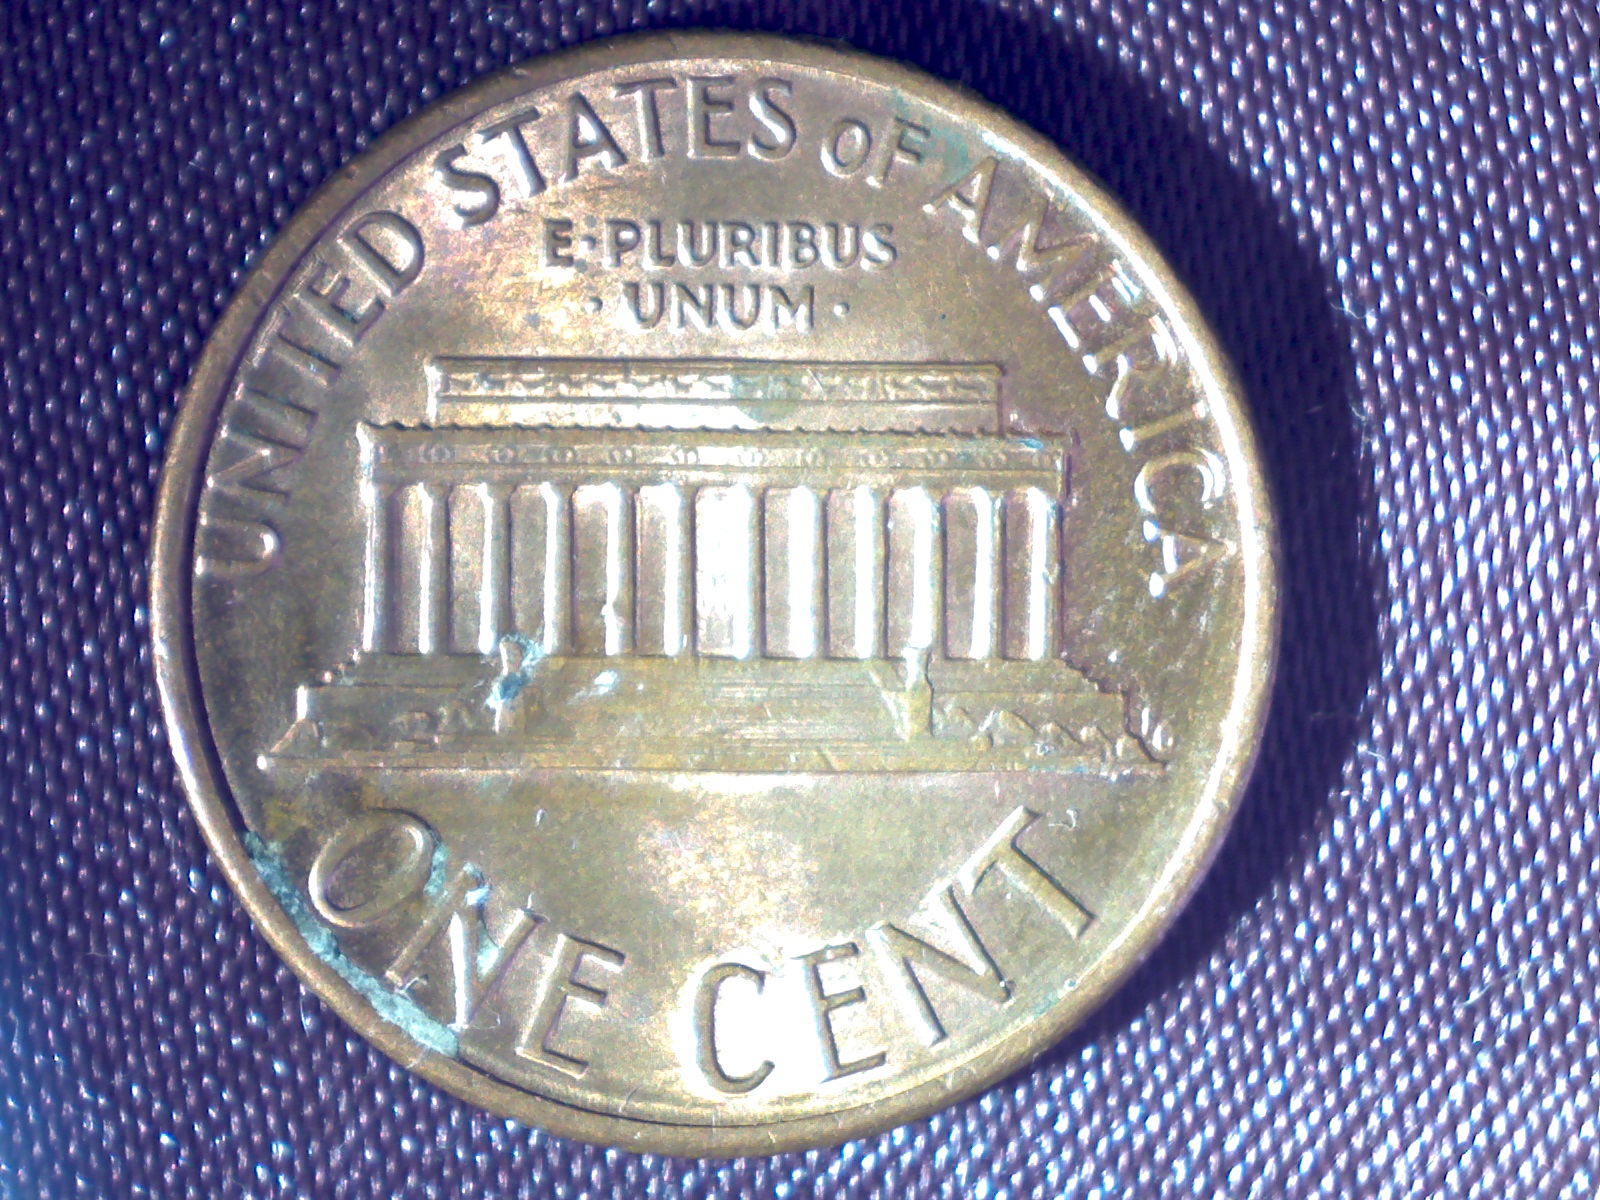 UNITED STATES OF AMERICA
E·PLURIBUS
·UNUM·
ONE CENT